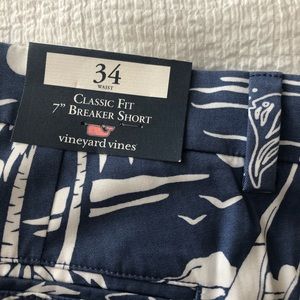 34
WAIST
CLASSIC FIT
7" BREAKER SHORT
vineyard vines®